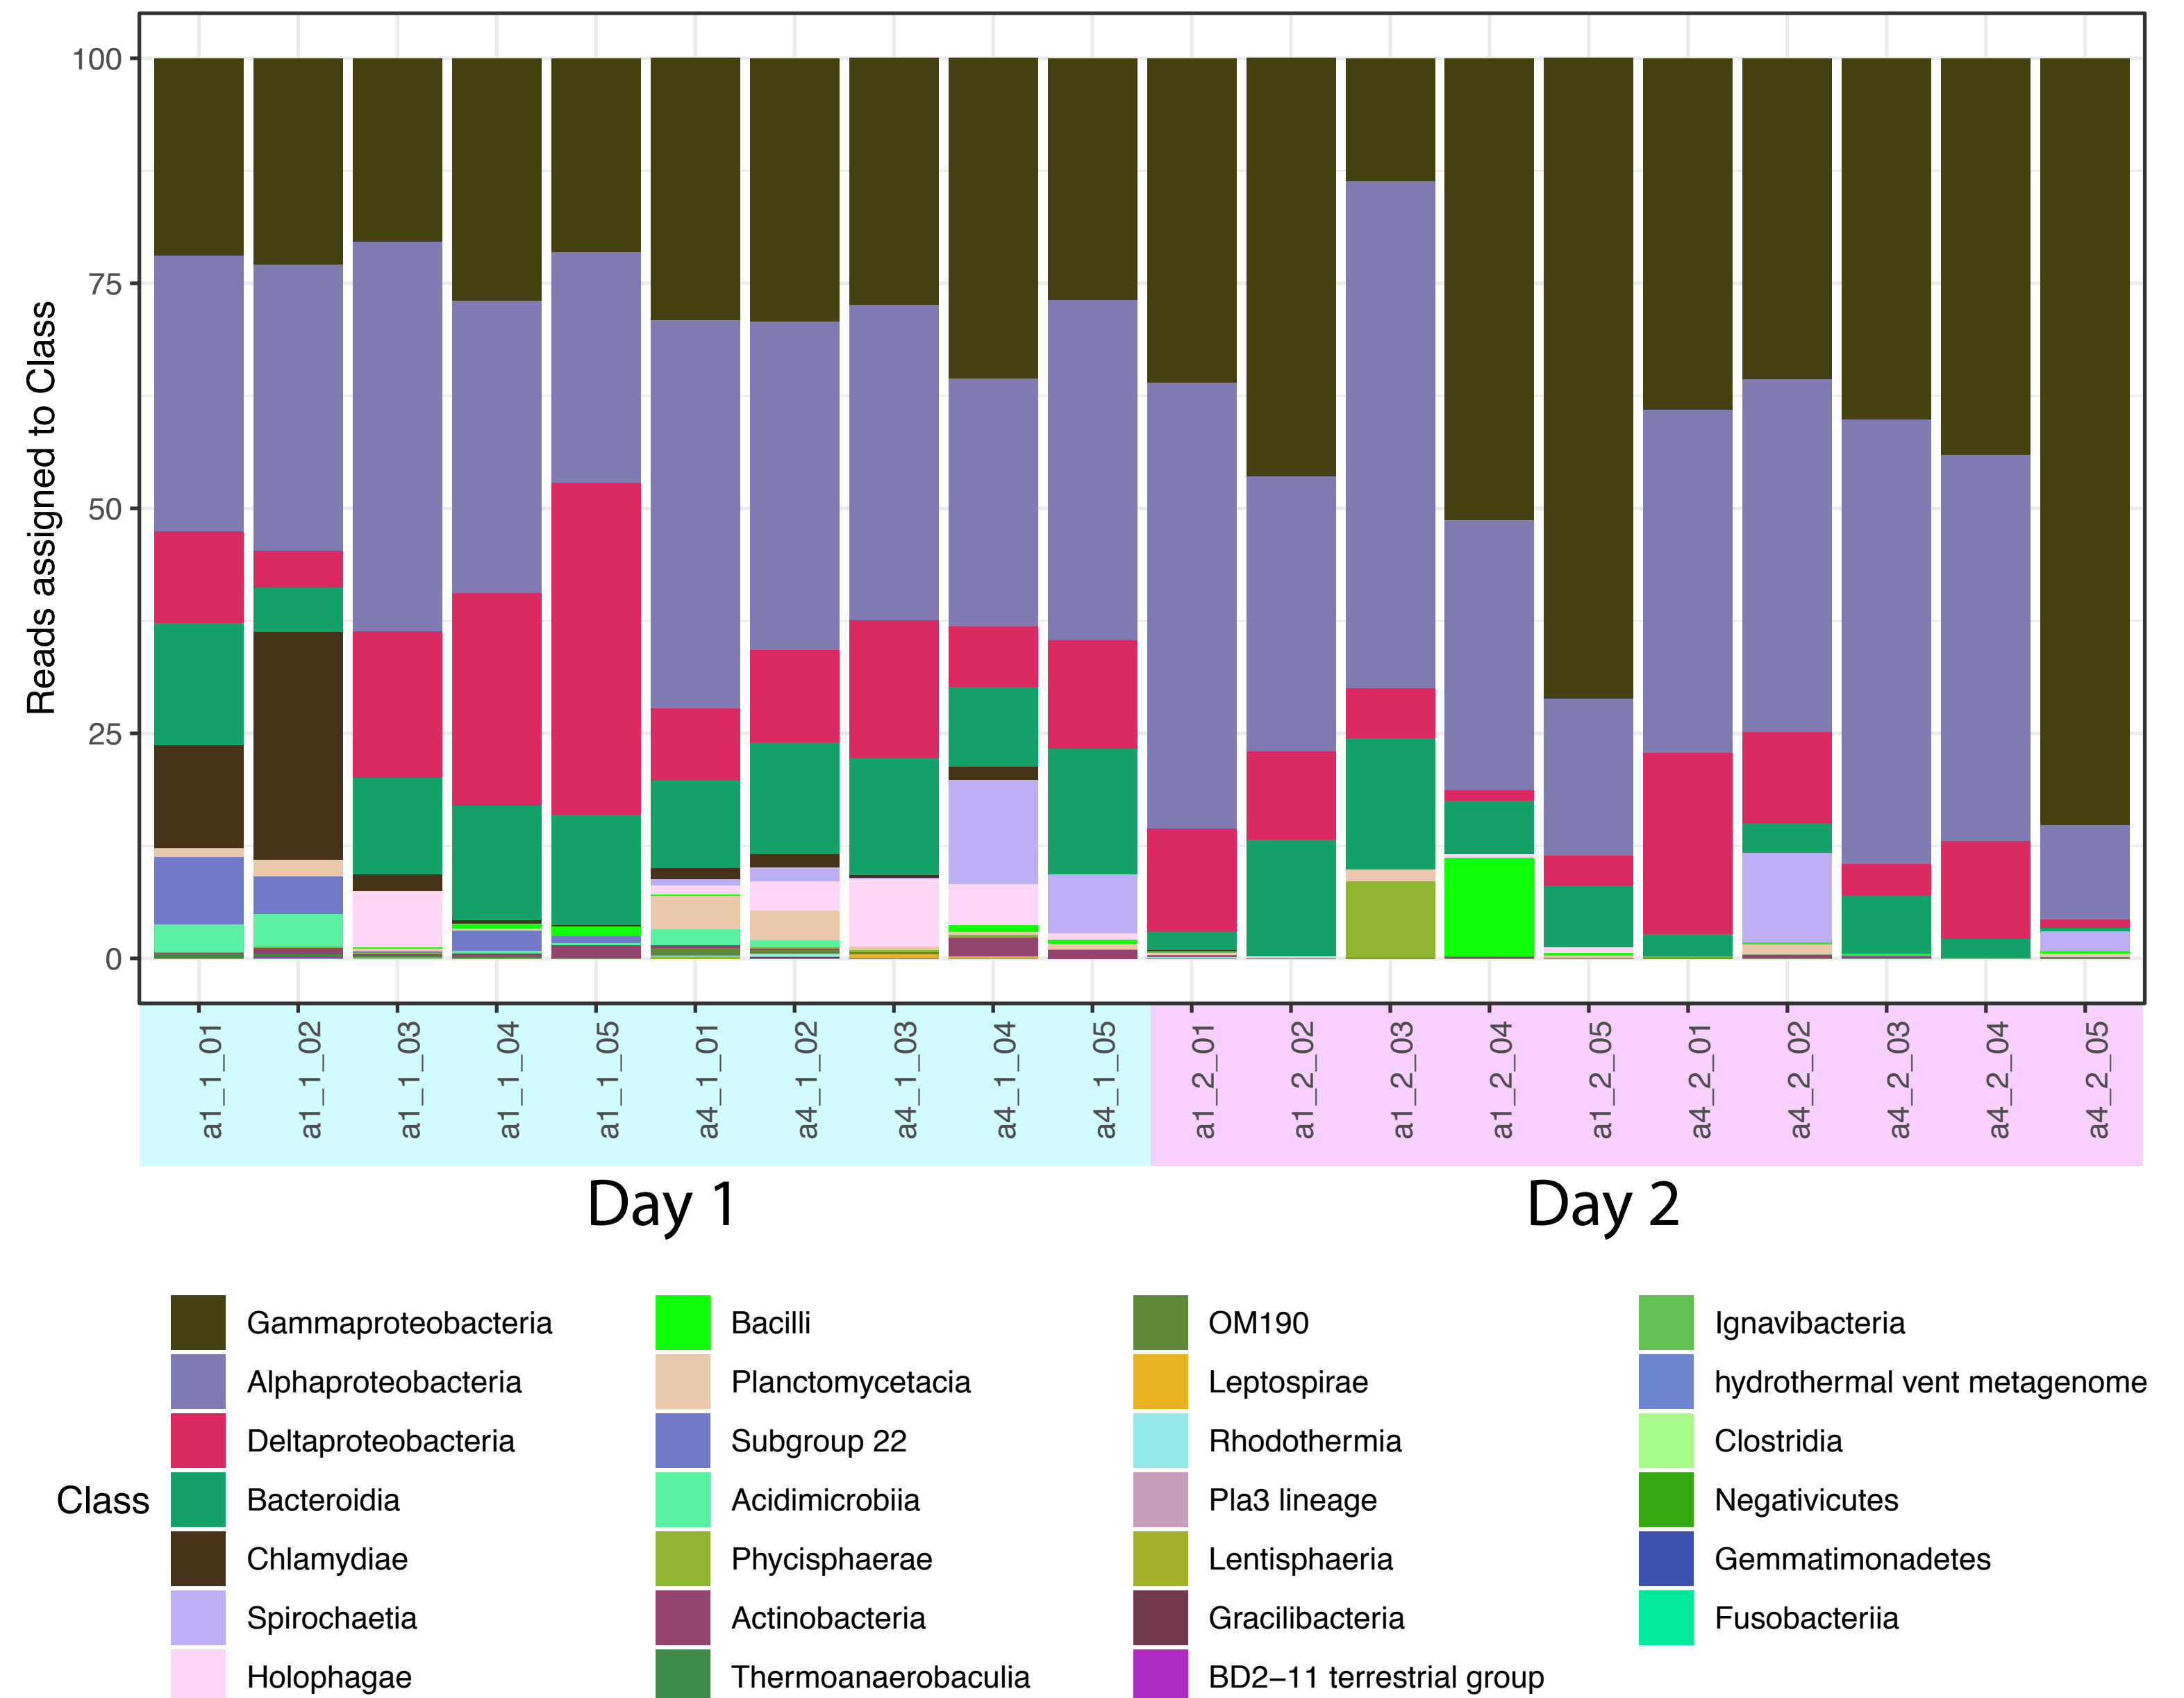 100
75
50
25
0
Reads assigned to Class
a1_1_01
a1_1_02
a1_1_03
a1_1_04
a1_1_05
a4_1_01
a4_1_02
a4_1_03
a4_1_04
a4_1_05
a1_2_01
a1_2_02
a1_2_03
a1_2_04
a1_2_05
a4_2_01
a4_2_02
a4_2_03
a4_2_04
a4_2_05
Day 1
Day 2
Class
Gammaproteobacteria
Alphaproteobacteria
Deltaproteobacteria
Bacteroidia
Chlamydiae
Spirochaetia
Holophagae
Bacilli
Planctomycetacia
Subgroup 22
Acidimicrobiia
Phycisphaerae
Actinobacteria
Thermoanaerobaculia
OM190
Leptospirae
Rhodothermia
Pla3 lineage
Lentisphaeria
Gracilibacteria
BD2−11 terrestrial group
Ignavibacteria
hydrothermal vent metagenome
Clostridia
Negativicutes
Gemmatimonadetes
Fusobacteriia